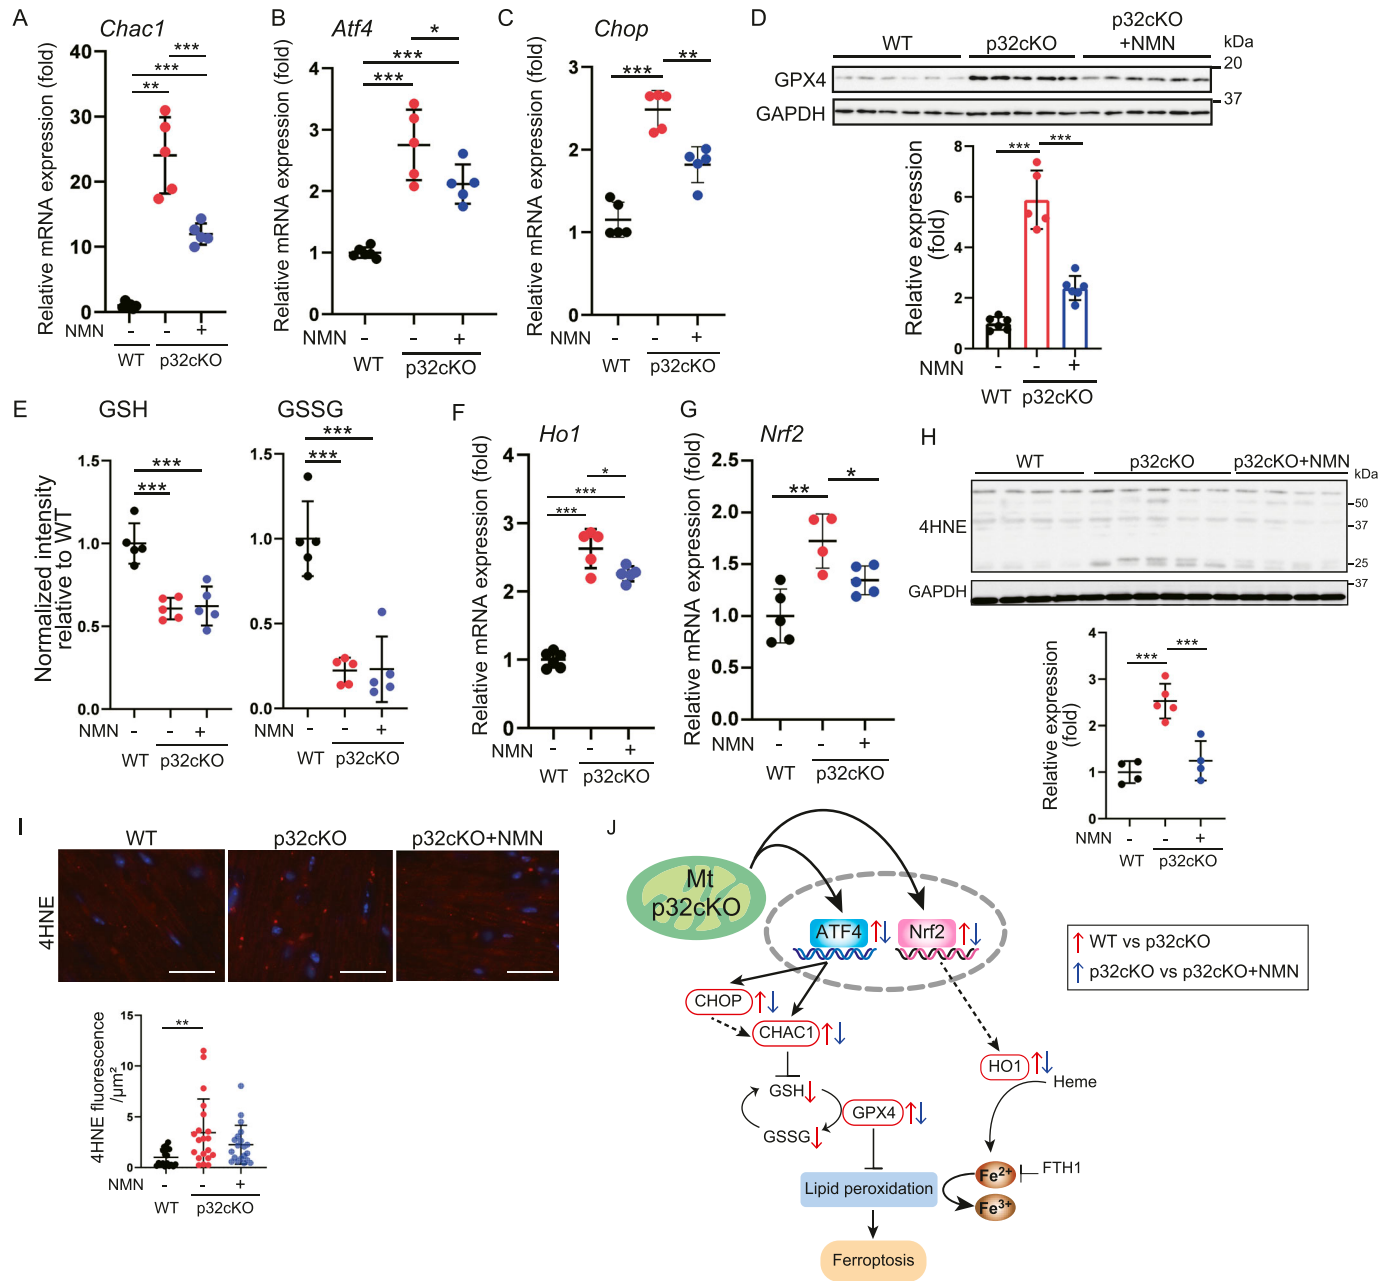 A
Chac1
Relative mRNA expression (fold)
40
30
20
10
0
***
***
**
NMN - - +
WT p32cKO
B
Atf4
Relative mRNA expression (fold)
4
3
2
1
0
*
***
***
NMN - - +
WT p32cKO
C
Chop
Relative mRNA expression (fold)
3
2
1
0
*** **
NMN - - +
WT p32cKO
D
WT p32cKO p32cKO
+NMN
kDa
GPX4
20
GAPDH
37
Relative expression
(fold)
8
6
4
2
0
*** ***
NMN - - +
WT p32cKO
E
GSH
Normalized intensity
relative to WT
1.5
1.0
0.5
0.0
***
***
NMN - - +
WT p32cKO
GSSG
1.5
1.0
0.5
0.0
***
***
NMN - - +
WT p32cKO
F
Ho1
Relative mRNA expression (fold)
4
3
2
1
0
*
***
***
NMN - - +
WT p32cKO
G
Nrf2
Relative mRNA expression (fold)
2.5
2.0
1.5
1.0
0.5
0.0
** *
NMN - - +
WT p32cKO
H
WT p32cKO p32cKO+NMN
kDa
4HNE
50
37
25
GAPDH
37
Relative expression
(fold)
4
3
2
1
0
*** ***
NMN - - +
WT p32cKO
I
WT p32cKO p32cKO+NMN
4HNE
4HNE fluorescence
/µm²
15
10
5
0
**
NMN - - +
WT p32cKO
J
Mt
p32cKO
ATF4 Nrf2
CHOP
CHAC1
GSH
GSSG
GPX4
HO1
Heme
Fe2+
FTH1
Fe3+
Lipid peroxidation
Ferroptosis
WT vs p32cKO
p32cKO vs p32cKO+NMN